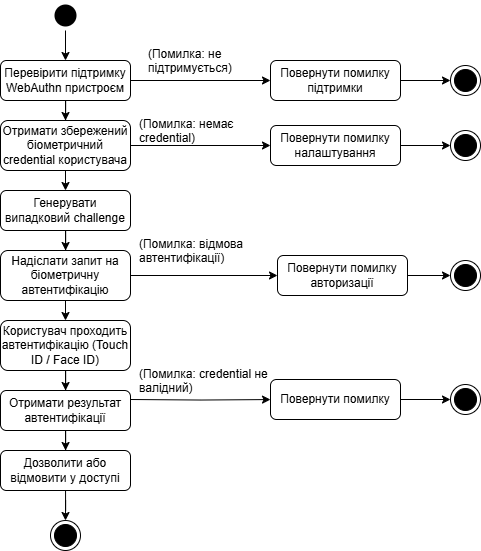 (Помилка: не
підтримується)
Перевірити підтримку
WebAuthn пристроєм
Повернути помилку
підтримки
Отримати збережений
біометричний
credential користувача
(Помилка: немає
credential)
Повернути помилку
налаштування
Генерувати
випадковий challenge
(Помилка: відмова
автентифікації)
Надіслати запит на
біометричну
автентифікацію
Повернути помилку
авторизації
Користувач проходить
автентифікацію (Touch
ID / Face ID)
(Помилка: credential не
валідний)
Отримати результат
автентифікації
Повернути помилку
Дозволити або
відмовити у доступі